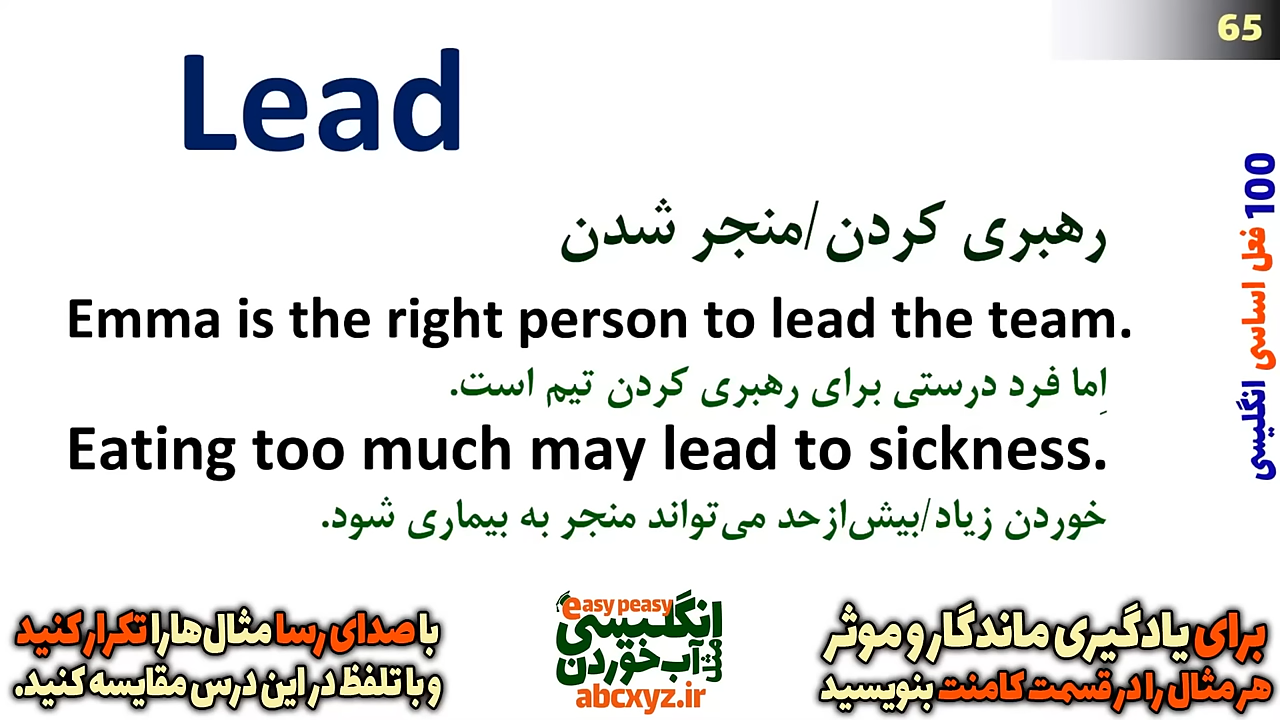 65
Lead
رهبری کردن/منجر شدن
Emma is the right person to lead the team.
اِما فرد درستی برای رهبری کردن تیم است.
Eating too much may lead to sickness.
خوردن زیاد/بیش‌ازحد می‌تواند منجر به بیماری شود.
100 فعل اساسی انگلیسی
برای یادگیری ماندگار و موثر
هر مثال را در قسمت کامنت بنویسید
easy peasy
انگلیسی
مثل آب خوردن
abcxyz.ir
با صدای رسا مثال‌ها را تکرار کنید
و با تلفظ در این درس مقایسه کنید.